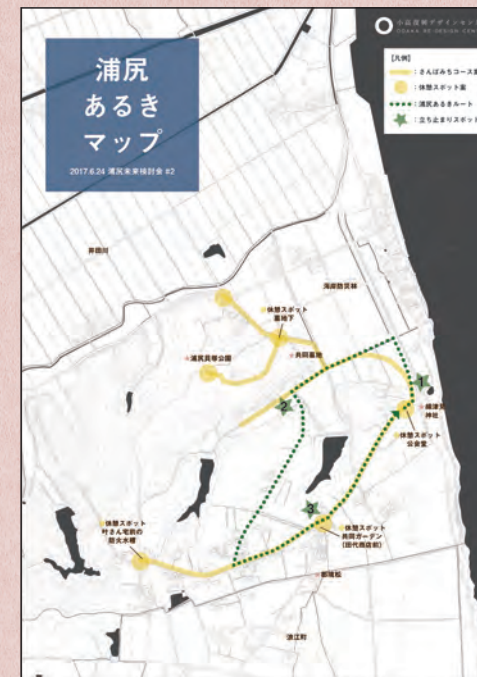 浦尻
あるき
マップ
2017.6.24 浦尻未来検討会 #2
小高復興デザインセン
OSAKA RE-DESIGN CENT
【凡例】
：さんぽみちコース案
：休憩スポット案
：浦尻あるきルート
：立ち止まりスポット
井田川
海岸防災林
休憩スポット
墓地下
共同墓地
浦尻貝塚公園
1
2
綿津見
神社
休憩スポット
公会堂
3
休憩スポット
共同ガーデン
（田代商店前）
休憩スポット
叶さん宅前の
防火水槽
浪江町